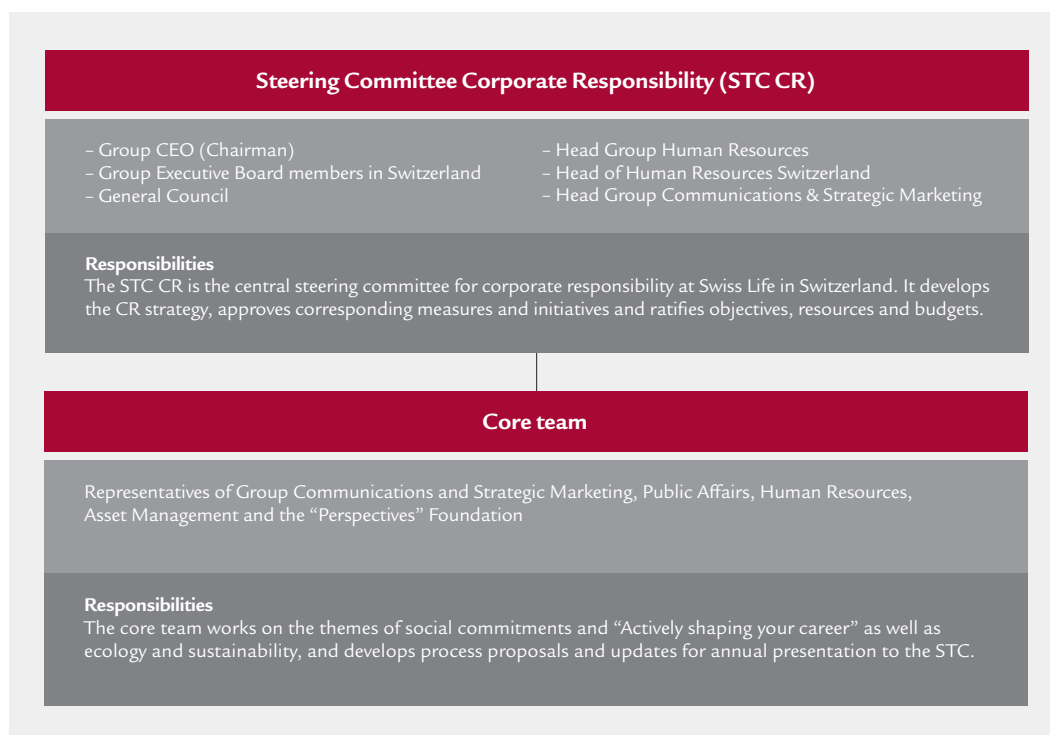 Steering Committee Corporate Responsibility (STC CR)
– Group CEO (Chairman)
– Group Executive Board members in Switzerland
– General Council
– Head Group Human Resources
– Head of Human Resources Switzerland
– Head Group Communications & Strategic Marketing
Responsibilities
The STC CR is the central steering committee for corporate responsibility at Swiss Life in Switzerland. It develops
the CR strategy, approves corresponding measures and initiatives and ratifies objectives, resources and budgets.
Core team
Representatives of Group Communications and Strategic Marketing, Public Affairs, Human Resources,
Asset Management and the “Perspectives” Foundation
Responsibilities
The core team works on the themes of social commitments and “Actively shaping your career” as well as
ecology and sustainability, and develops process proposals and updates for annual presentation to the STC.